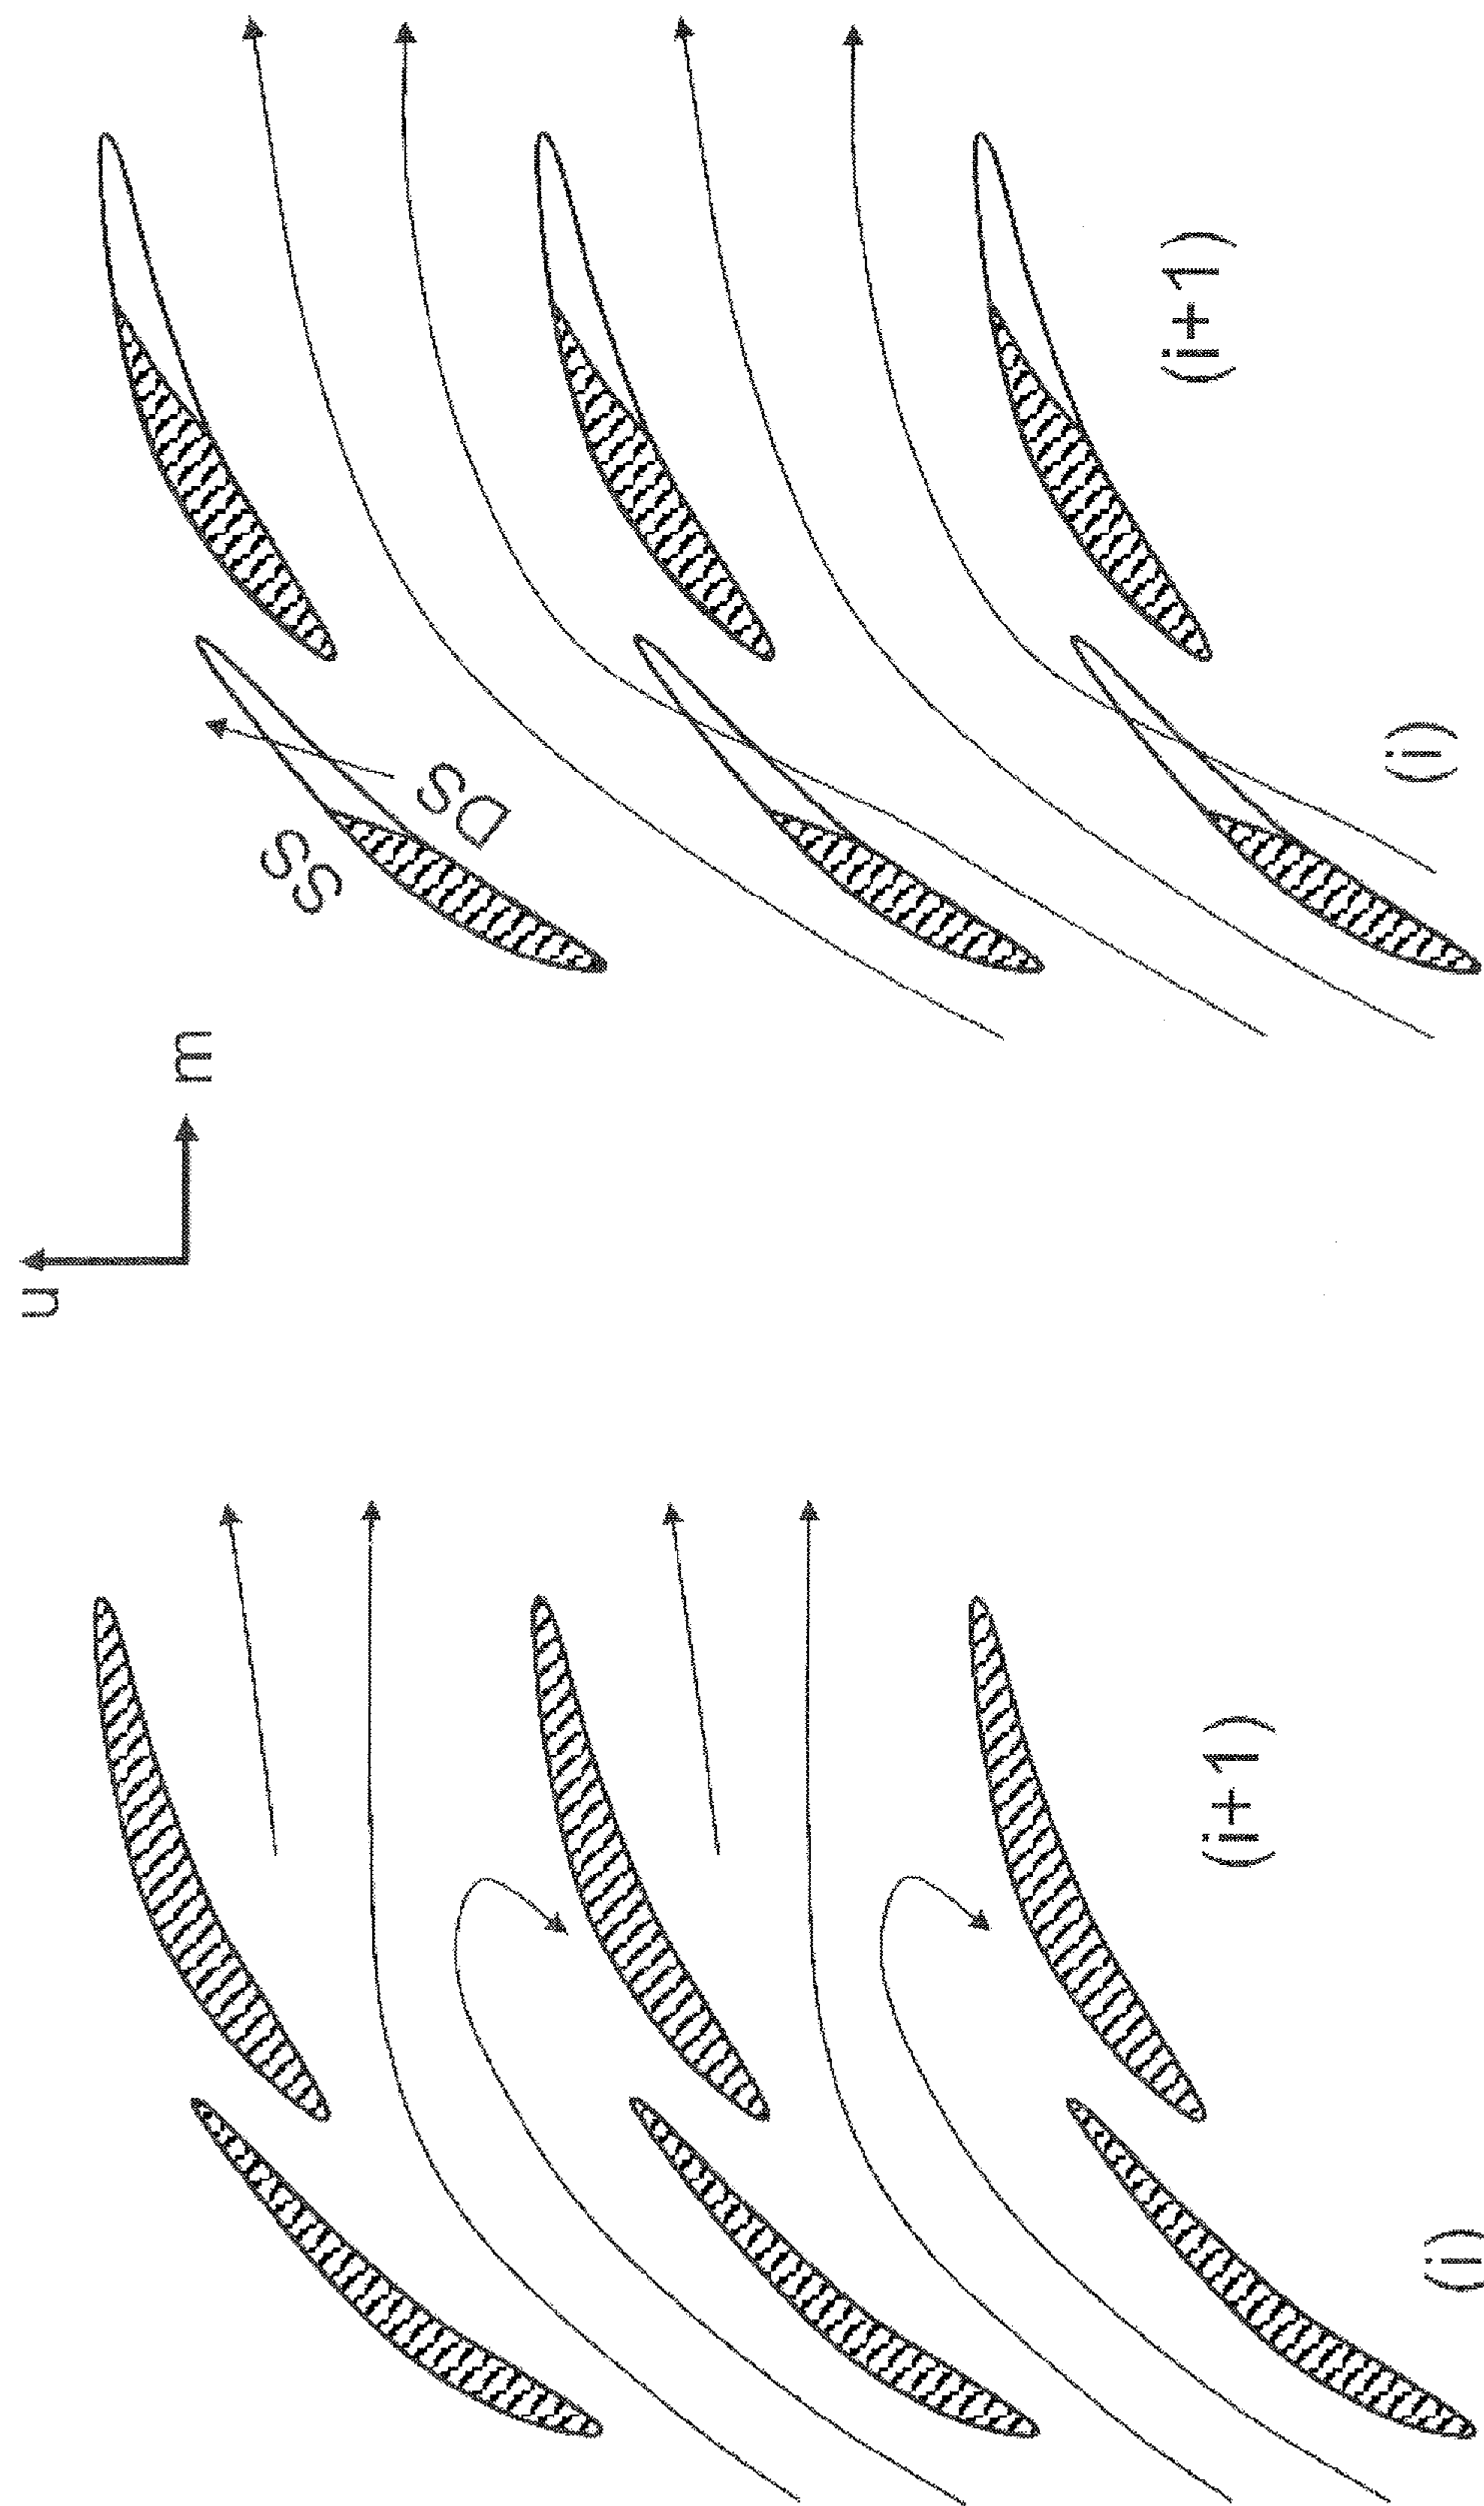 (i)
(i+1)
u
m
SS
DS
(i)
(i+1)